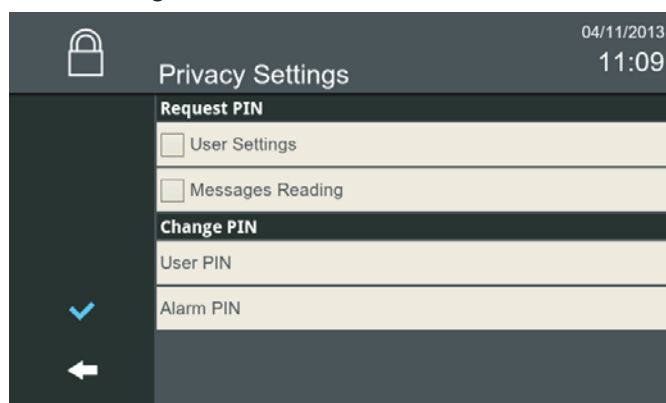 04/11/2013
11:09
Privacy Settings
Request PIN
User Settings
Messages Reading
Change PIN
User PIN
Alarm PIN